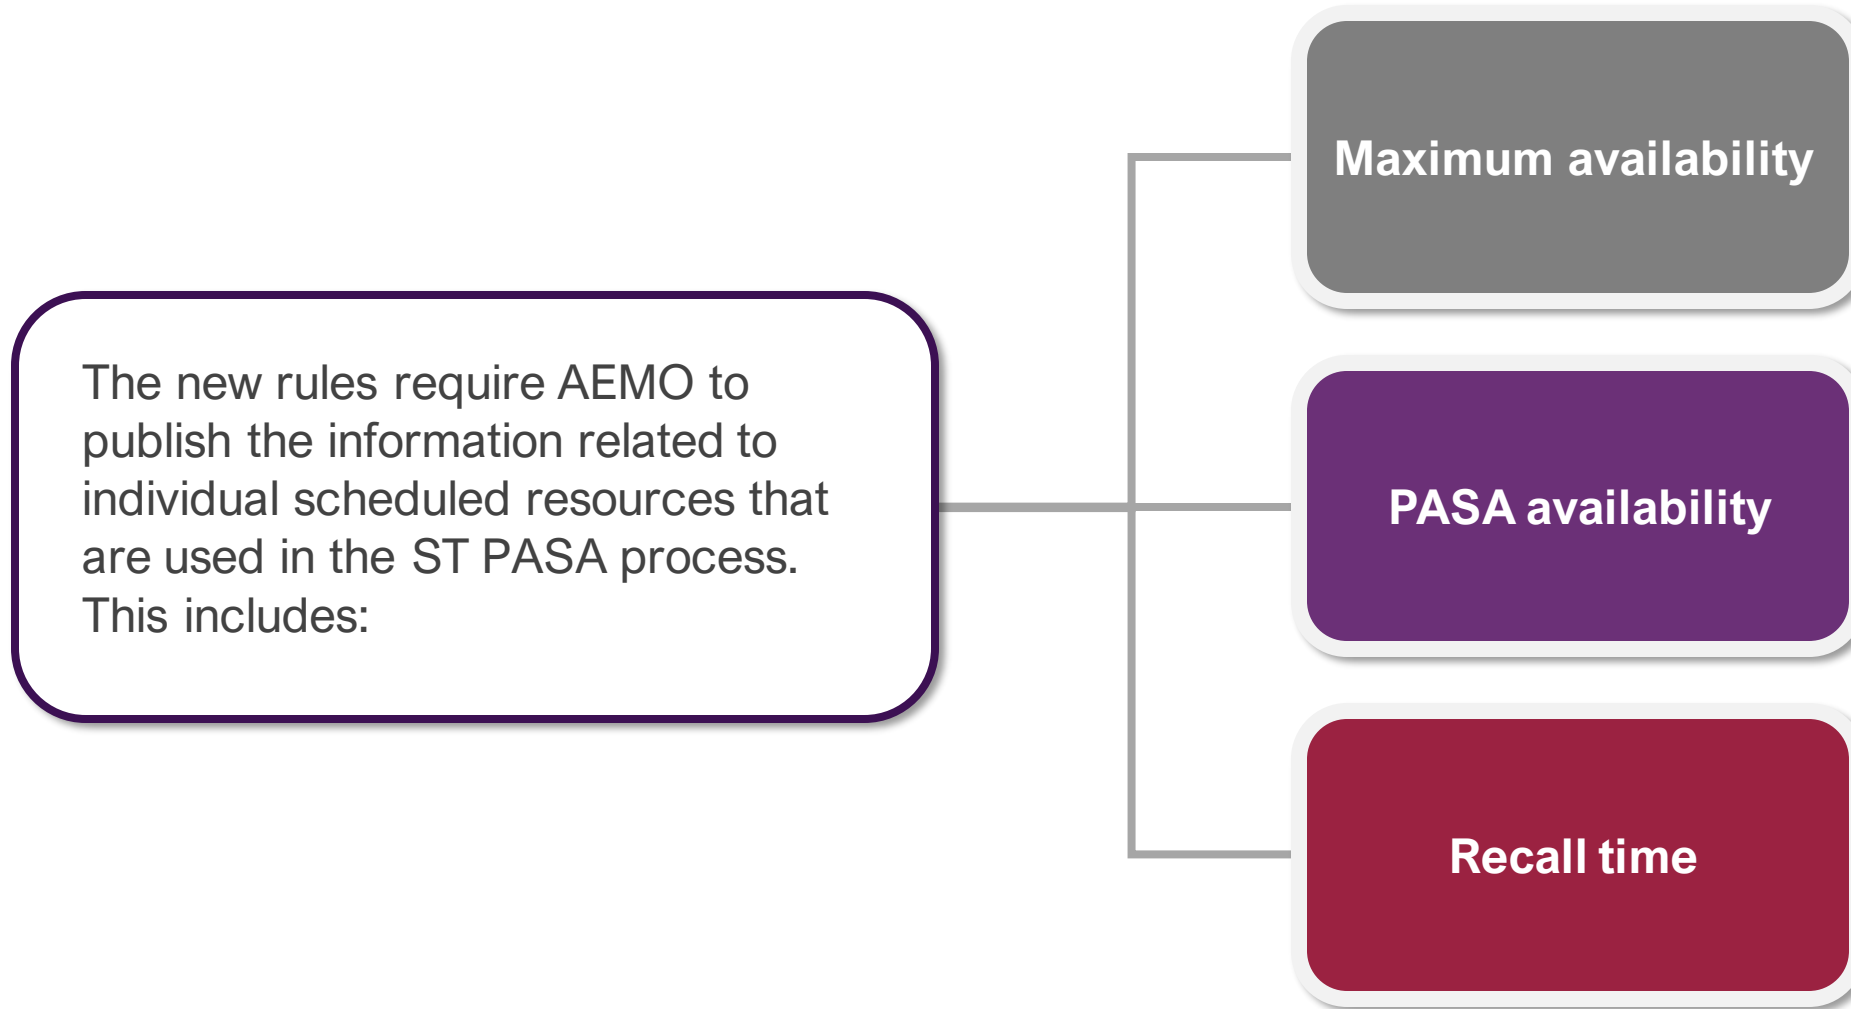 The new rules require AEMO to
publish the information related to
individual scheduled resources that
are used in the ST PASA process.
This includes:
Maximum availability
PASA availability
Recall time